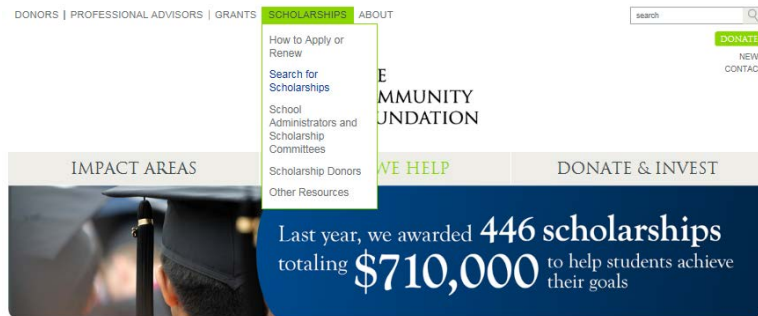 DONORS | PROFESSIONAL ADVISORS | GRANTS SCHOLARSHIPS ABOUT
search
DONATE
How to Apply or
Renew
Search for
Scholarships
School
Administrators and
Scholarship
Committees
Scholarship Donors
Other Resources
NEW
CONTAC
E
MMUNITY
UNDATION
IMPACT AREAS
WE HELP
DONATE & INVEST
Last year, we awarded 446 scholarships
totaling $710,000 to help students achieve
their goals